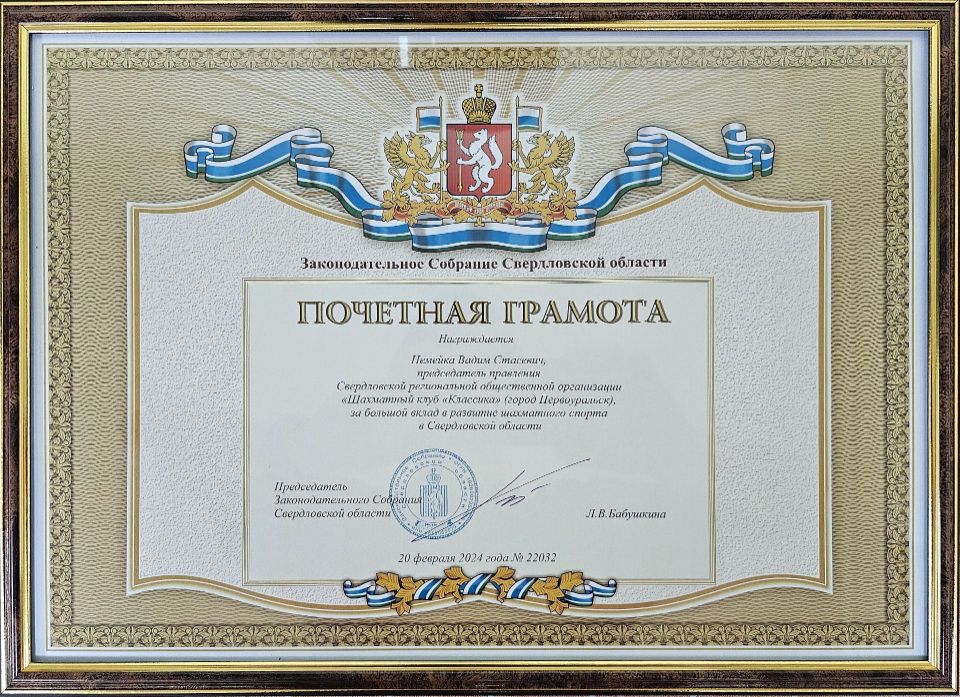 Законодательное Собрание Свердловской области
ПОЧЕТНАЯ ГРАМОТА
Награждается
Немейка Вадим Стасевич,
председатель правления
Свердловской региональной общественной организации
«Шахматный клуб «Классика» (город Первоуральск),
за большой вклад в развитие шахматного спорта
в Свердловской области
Председатель
Законодательного Собрания
Свердловской области
Л.В.Бабушкина
20 февраля 2024 года № 22032